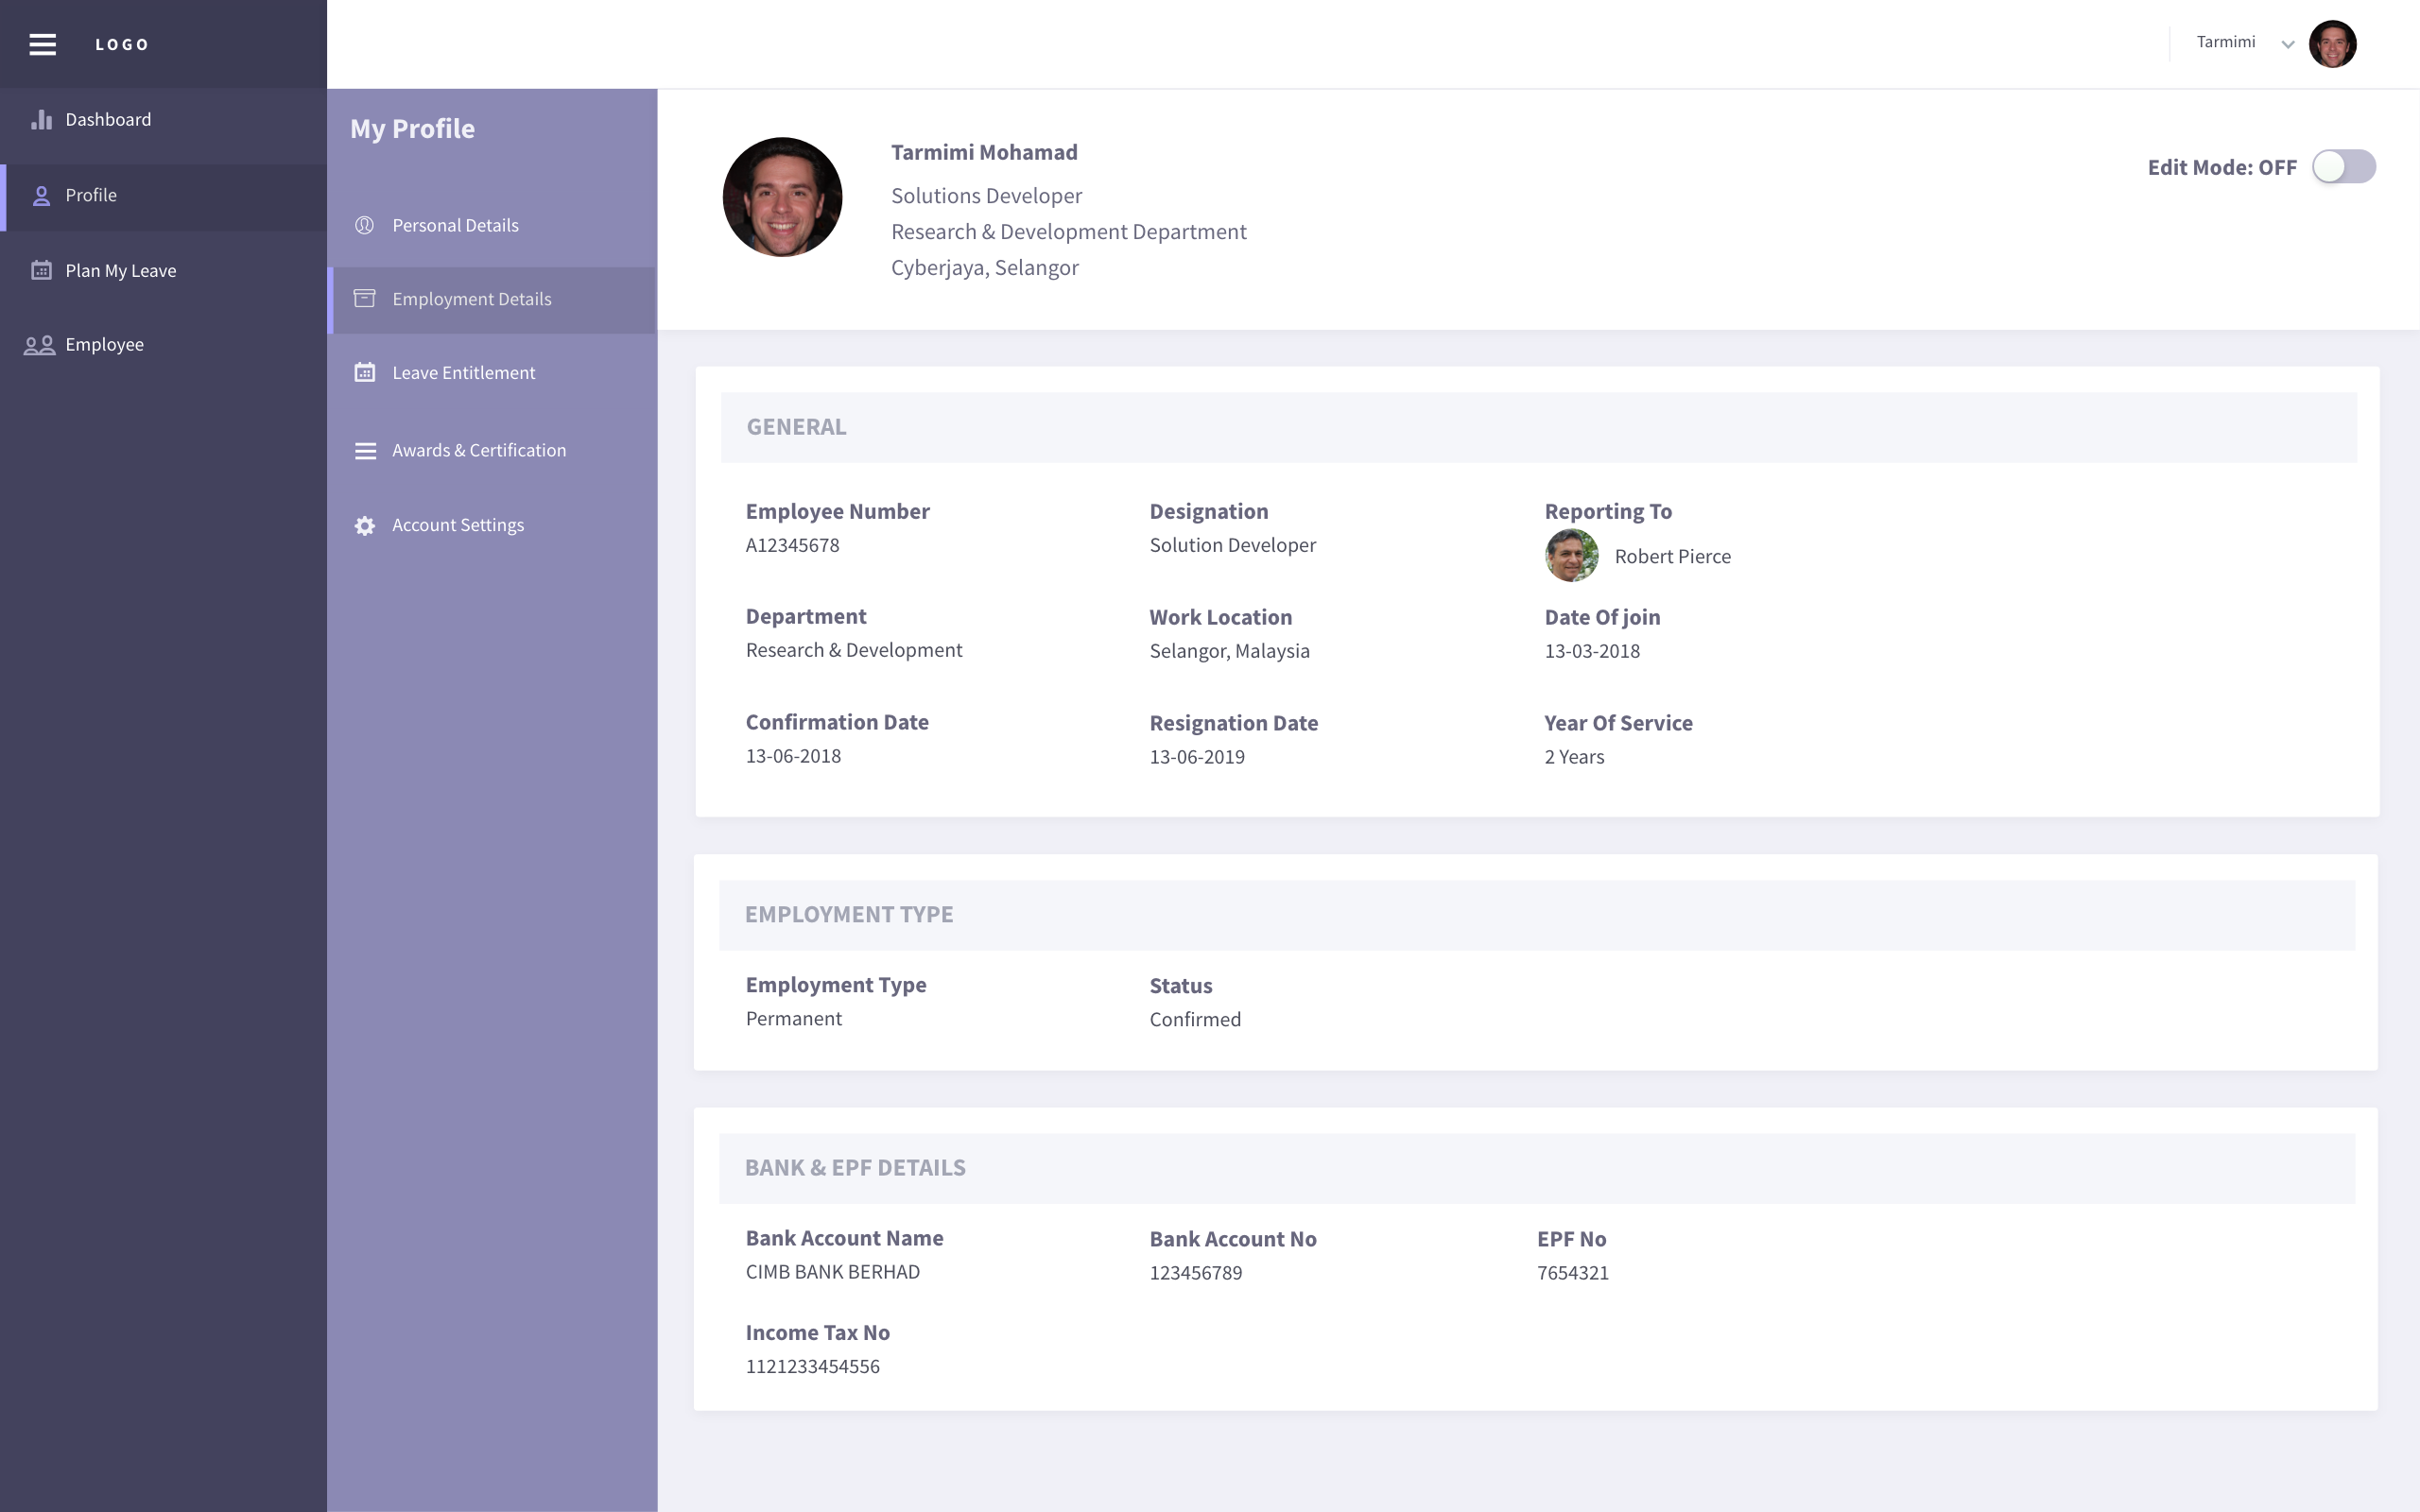 LOGO
Tarmimi
Dashboard
Profile
Plan My Leave
Employee
My Profile
Personal Details
Employment Details
Leave Entitlement
Awards & Certification
Account Settings
Tarmimi Mohamad
Solutions Developer
Research & Development Department
Cyberjaya, Selangor
Edit Mode: OFF
GENERAL
Employee Number
A12345678
Designation
Solution Developer
Reporting To
Robert Pierce
Department
Research & Development
Work Location
Selangor, Malaysia
Date Of join
13-03-2018
Confirmation Date
13-06-2018
Resignation Date
13-06-2019
Year Of Service
2 Years
EMPLOYMENT TYPE
Employment Type
Permanent
Status
Confirmed
BANK & EPF DETAILS
Bank Account Name
CIMB BANK BERHAD
Bank Account No
123456789
EPF No
7654321
Income Tax No
1121233454556